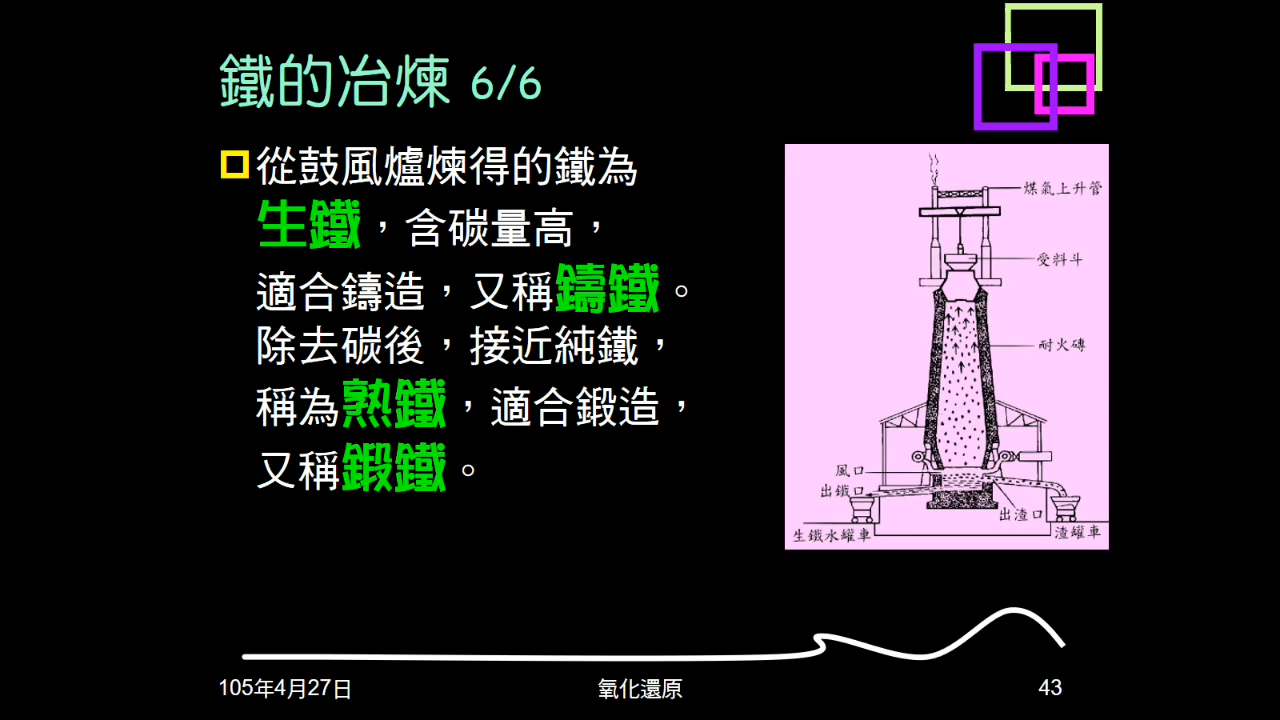 鐵的冶煉 6/6
從鼓風爐煉得的鐵為
生鐵，含碳量高，
適合鑄造，又稱鑄鐵。
除去碳後，接近純鐵，
稱為熟鐵，適合鍛造，
又稱鍛鐵。
煤氣上升管
受料斗
耐火磚
風口
出鐵口
出渣口
生鐵水罐車
渣罐車
105年4月27日
氧化還原
43